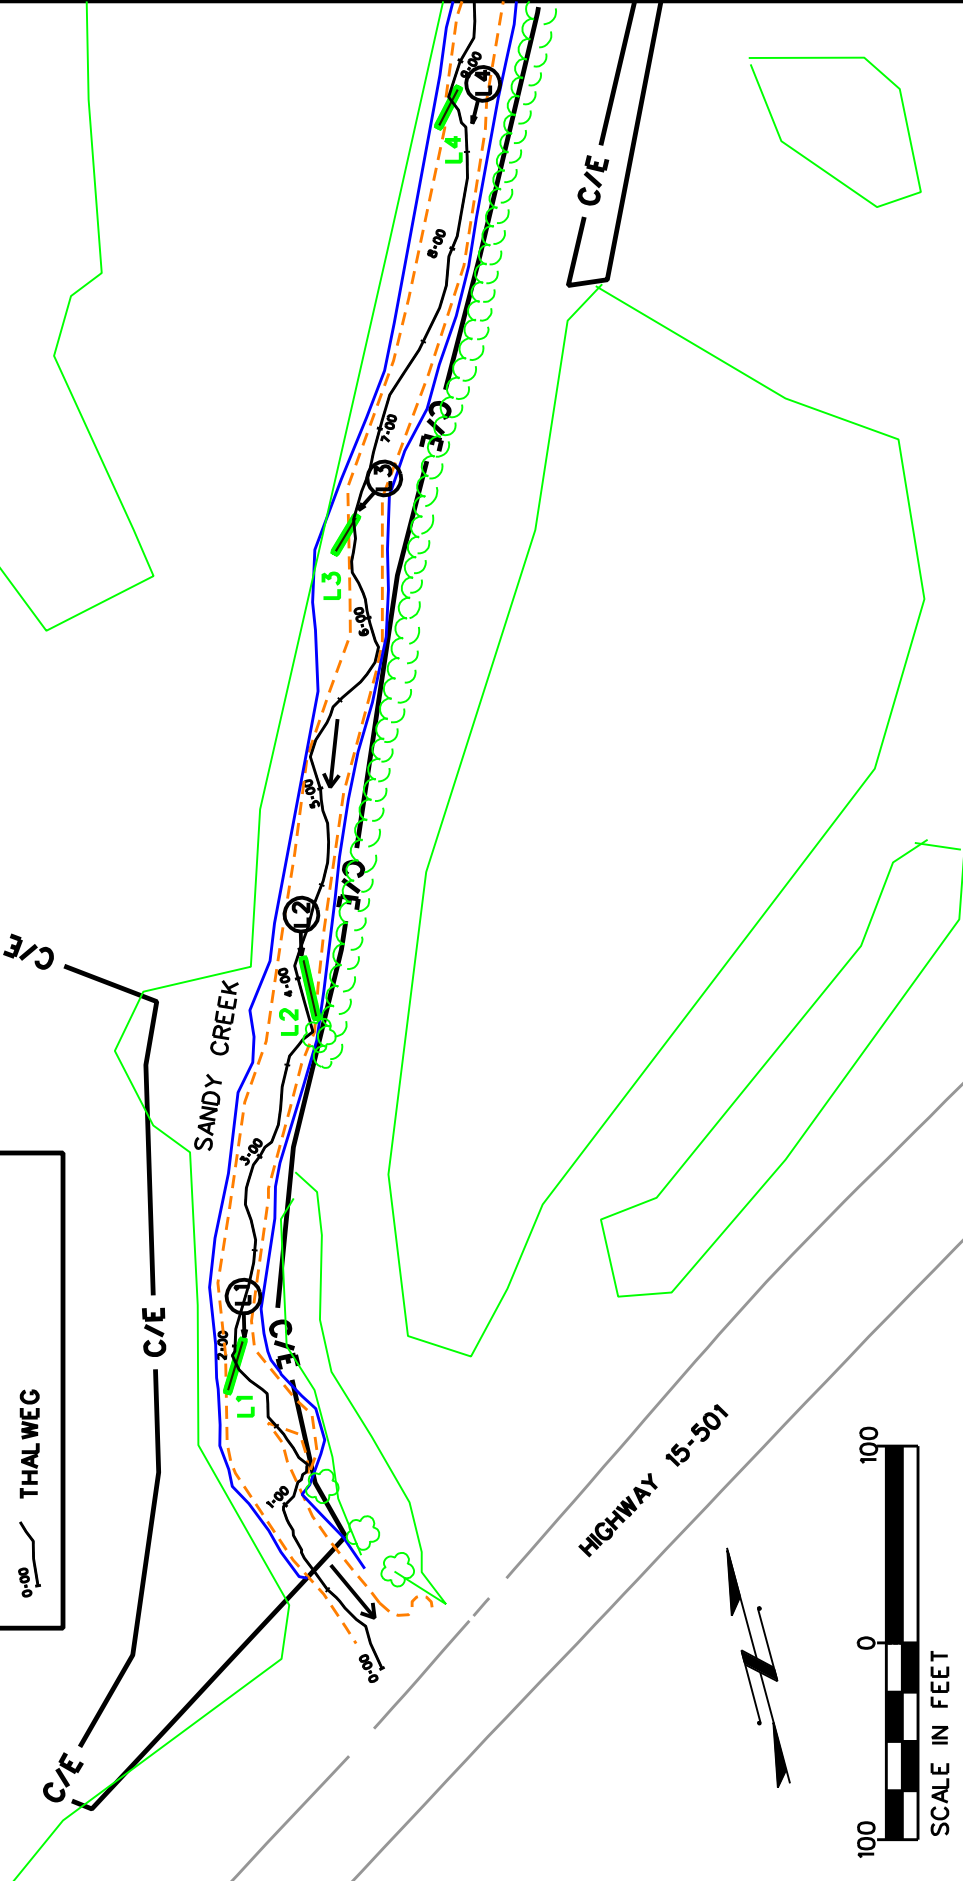 9+00
L4
L4
C/E
8+00
C/E
7+00
L3
L3
6+00
5+00
C/E
L2
C/E
4+00
L2
SANDY CREEK
3+00
L1
C/E
C/E
2+00
L1
THALWEG
0+00
HIGHWAY 15-501
1+00
0+00
C/E
100
0
100
SCALE IN FEET